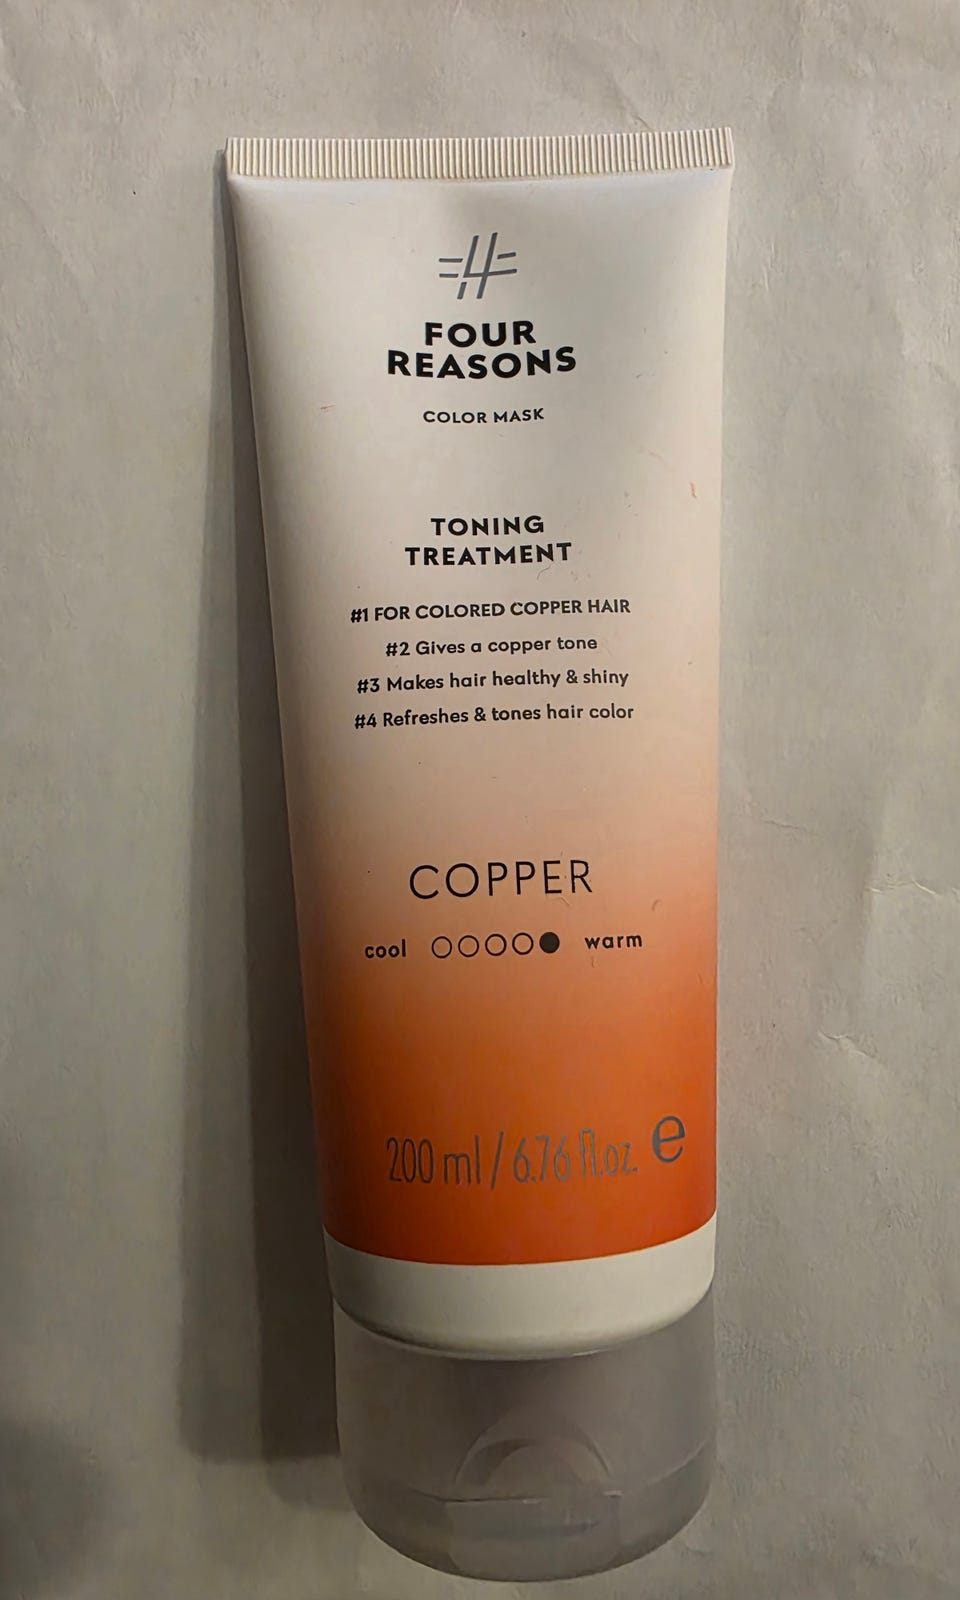 FOUR
REASONS
COLOR MASK
TONING
TREATMENT
#1 FOR COLORED COPPER HAIR
#2 Gives a copper tone
#3 Makes hair healthy & shiny
#4 Refreshes & tones hair color
COPPER
cool warm
200 ml / 6.76 fl.oz. e